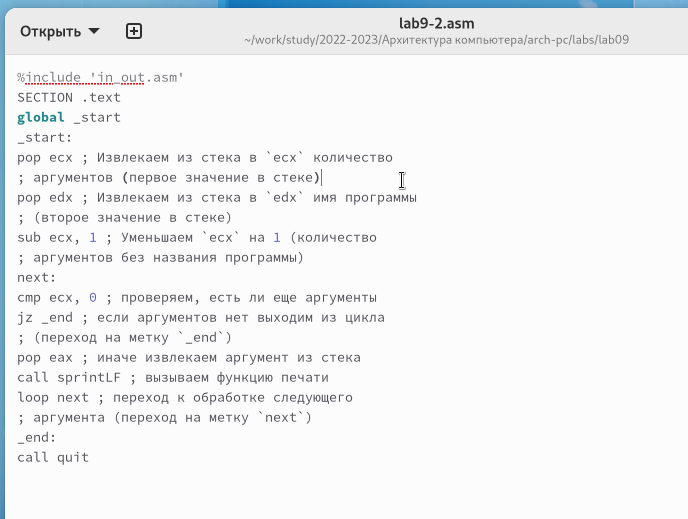 Открыть
lab9-2.asm
~/work/study/2022-2023/Архитектура компьютера/arch-pc/labs/lab09
%include 'in_out.asm'
SECTION .text
global _start
_start:
pop ecx ; Извлекаем из стека в `ecx` количество
; аргументов (первое значение в стеке)
pop edx ; Извлекаем из стека в `edx` имя программы
; (второе значение в стеке)
sub ecx, 1 ; Уменьшаем `ecx` на 1 (количество
; аргументов без названия программы)
next:
cmp ecx, 0 ; проверяем, есть ли еще аргументы
jz _end ; если аргументов нет выходим из цикла
; (переход на метку `_end`)
pop eax ; иначе извлекаем аргумент из стека
call sprintLF ; вызываем функцию печати
loop next ; переход к обработке следующего
; аргумента (переход на метку `next`)
_end:
call quit